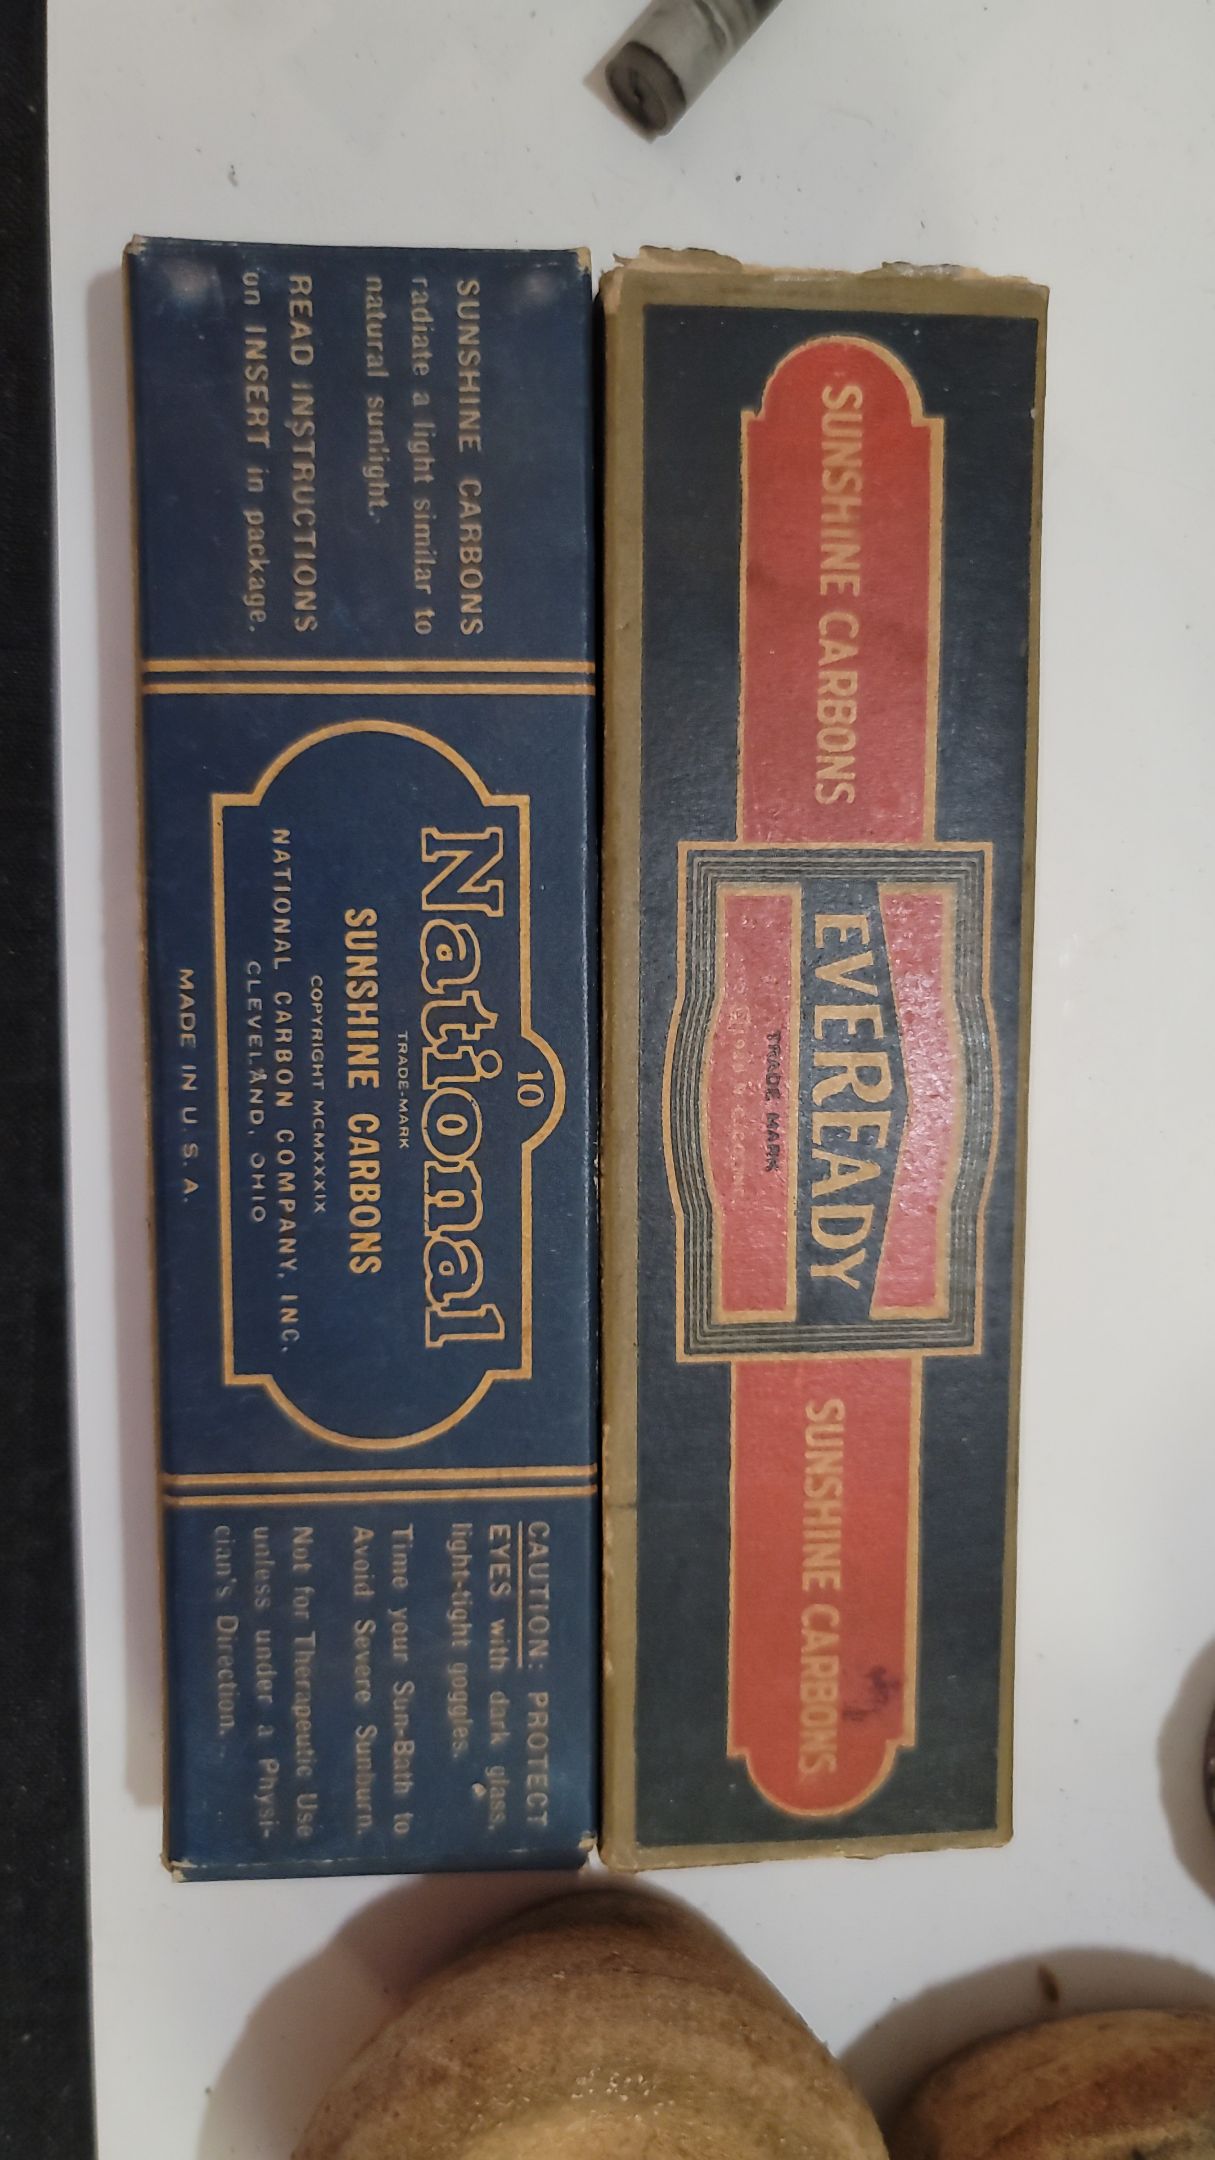 SUNSHINE CARBONS
EVEREADY
TRADE MARK
SUNSHINE CARBONS
SUNSHINE CARBONS
radiate a light similar to
natural sunlight.
READ INSTRUCTIONS
on INSERT in package.
10
National
TRADE-MARK
SUNSHINE CARBONS
COPYRIGHT MCMXXXIX
NATIONAL CARBON COMPANY, INC.
CLEVELAND, OHIO
MADE IN U.S.A.
CAUTION: PROTECT
EYES with dark glass,
light-tight goggles.
Time your Sun-Bath to
Avoid Severe Sunburn.
Not for Therapeutic Use
unless under a Physi-
cian's Direction.